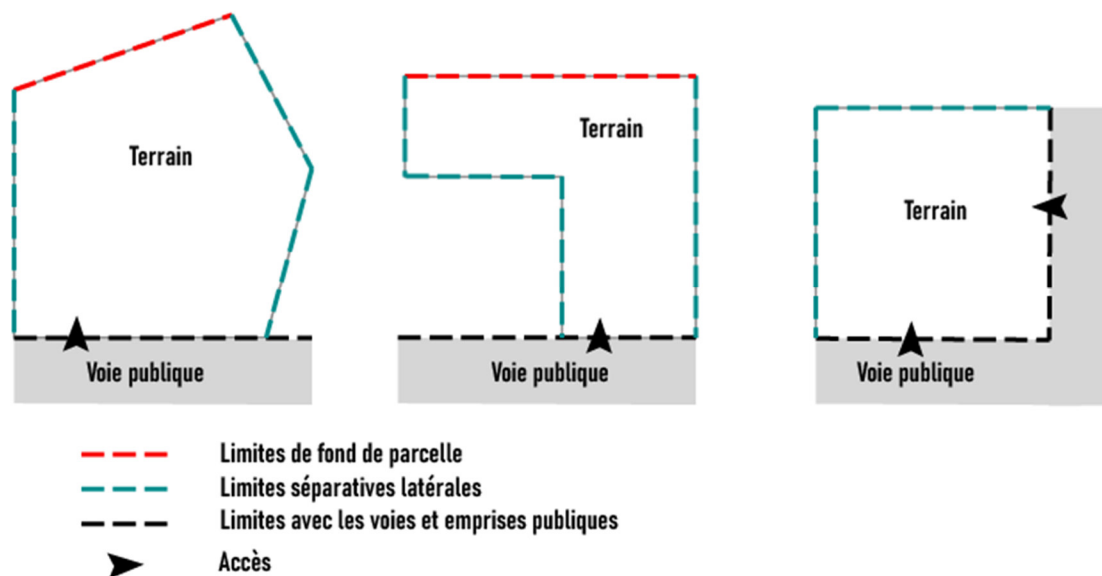 Terrain
Terrain
Terrain
Voie publique
Voie publique
Voie publique
Limites de fond de parcelle
Limites séparatives latérales
Limites avec les voies et emprises publiques
Accès